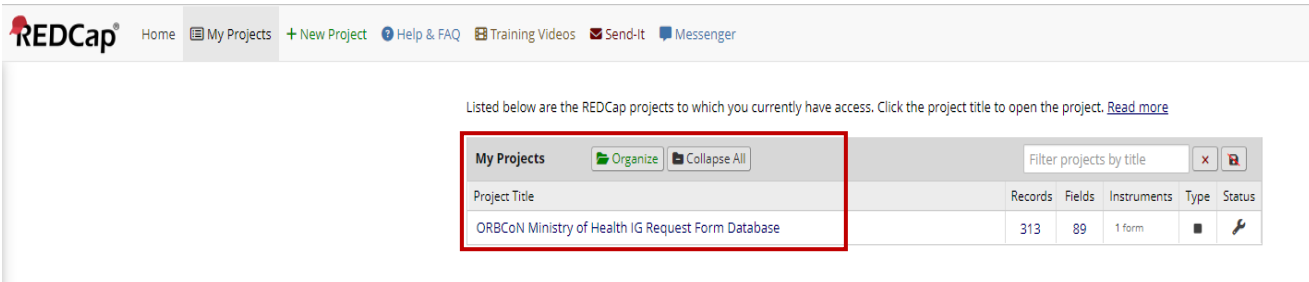 REDCap® Home My Projects + New Project Help & FAQ Training Videos Send-It Messenger
Listed below are the REDCap projects to which you currently have access. Click the project title to open the project. Read more
My Projects Organize Collapse All Filter projects by title x
Project Title Records Fields Instruments Type Status
ORBCoN Ministry of Health IG Request Form Database 313 89 1 form